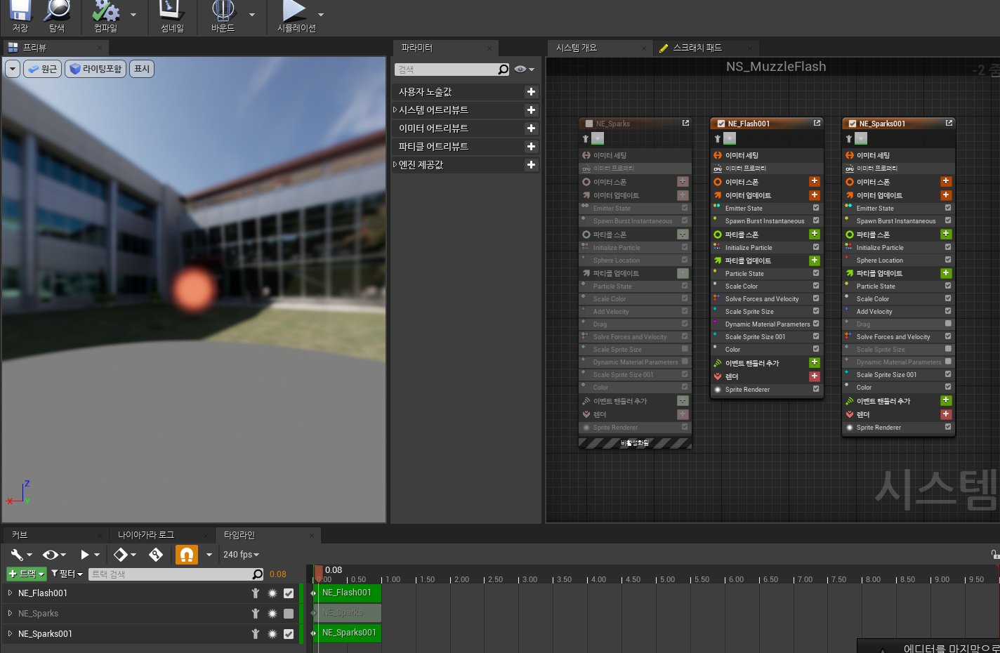 저장
탐색
컴파일
섬네일
바운드
시뮬레이션
프리뷰
원근
라이팅포함
표시
Z
X
Y
파라미터
검색
사용자 노출값
시스템 어트리뷰트
이미터 어트리뷰트
파티클 어트리뷰트
엔진 제공값
시스템 개요
스크래치 패드
NS_MuzzleFlash
-2 줌
NE_Sparks
이미터 세팅
CPU 이미터 프로퍼티
이미터 스폰
이미터 업데이트
Emitter State
Spawn Burst Instantaneous
파티클 스폰
Initialize Particle
Sphere Location
파티클 업데이트
Particle State
Scale Color
Add Velocity
Drag
Solve Forces and Velocity
Scale Sprite Size
Dynamic Material Parameters
Scale Sprite Size 001
Color
이벤트 핸들러 추가
렌더
Sprite Renderer
비활성화됨
NE_Flash001
이미터 세팅
CPU 이미터 프로퍼티
이미터 스폰
이미터 업데이트
Emitter State
Spawn Burst Instantaneous
파티클 스폰
Initialize Particle
파티클 업데이트
Particle State
Scale Color
Solve Forces and Velocity
Scale Sprite Size
Dynamic Material Parameters
Scale Sprite Size 001
Color
이벤트 핸들러 추가
렌더
Sprite Renderer
NE_Sparks001
이미터 세팅
CPU 이미터 프로퍼티
이미터 스폰
이미터 업데이트
Emitter State
Spawn Burst Instantaneous
파티클 스폰
Initialize Particle
Sphere Location
파티클 업데이트
Particle State
Scale Color
Add Velocity
Drag
Solve Forces and Velocity
Scale Sprite Size
Dynamic Material Parameters
Scale Sprite Size 001
Color
이벤트 핸들러 추가
렌더
Sprite Renderer
시스템
커브
나이아가라 로그
타임라인
240 fps
트랙
필터
트랙 검색
0.08
0.08
0.00 0.50 1.00 1.50 2.00 2.50 3.00 3.50 4.00 4.50 5.00 5.50 6.00 6.50 7.00 7.50 8.00 8.50 9.00 9.50
NE_Flash001
NE_Flash001
NE_Sparks
NE_Sparks
NE_Sparks001
NE_Sparks001
에디터를 마지막으로